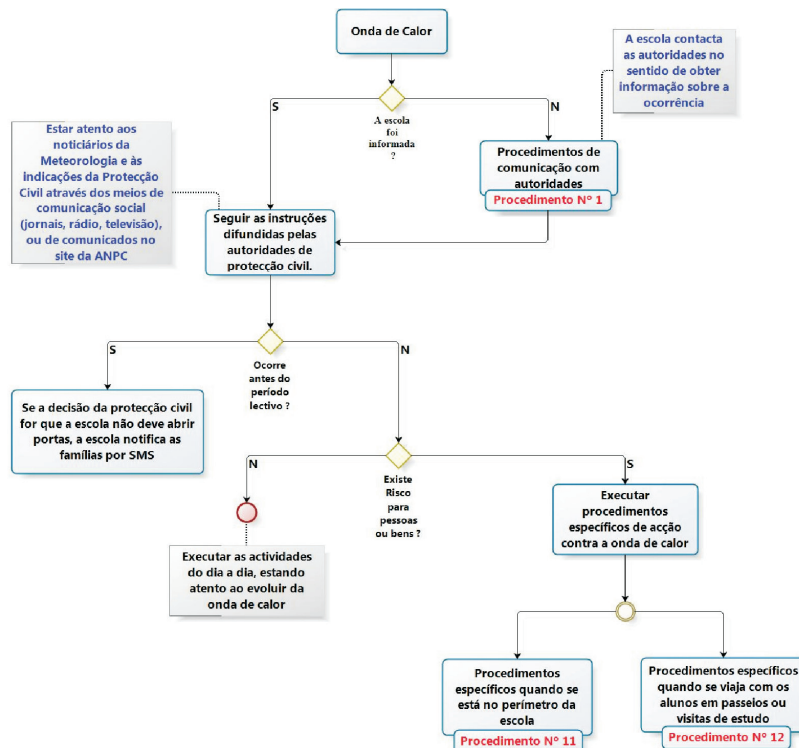 Onda de Calor
A escola contacta
as autoridades no
sentido de obter
informação sobre a
ocorrência
S
N
A escola
foi
informada
?
Estar atento aos
noticiários da
Meteorologia e às
indicações da Protecção
Civil através dos meios de
comunicação social
(jornais, rádio, televisão),
ou de comunicados no
site da ANPC
Procedimentos de
comunicação com
autoridades
Procedimento Nº 1
Seguir as instruções
difundidas pelas
autoridades de
protecção civil.
S
N
Ocorre
antes do
período
lectivo ?
Se a decisão da protecção civil
for que a escola não deve abrir
portas, a escola notifica as
famílias por SMS
N
S
Existe
Risco
para
pessoas
ou bens ?
Executar
procedimentos
específicos de acção
contra a onda de calor
Executar as actividades
do dia a dia, estando
atento ao evoluir da
onda de calor
Procedimentos
específicos quando se
está no perímetro da
escola
Procedimento Nº 11
Procedimentos específicos
quando se viaja com os
alunos em passeios ou
visitas de estudo
Procedimento Nº 12